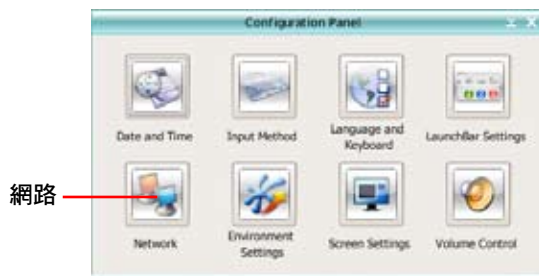 Configuration Panel
Date and Time
Input Method
Language and
Keyboard
LaunchBar Settings
網路
Network
Environment
Settings
Screen Settings
Volume Control